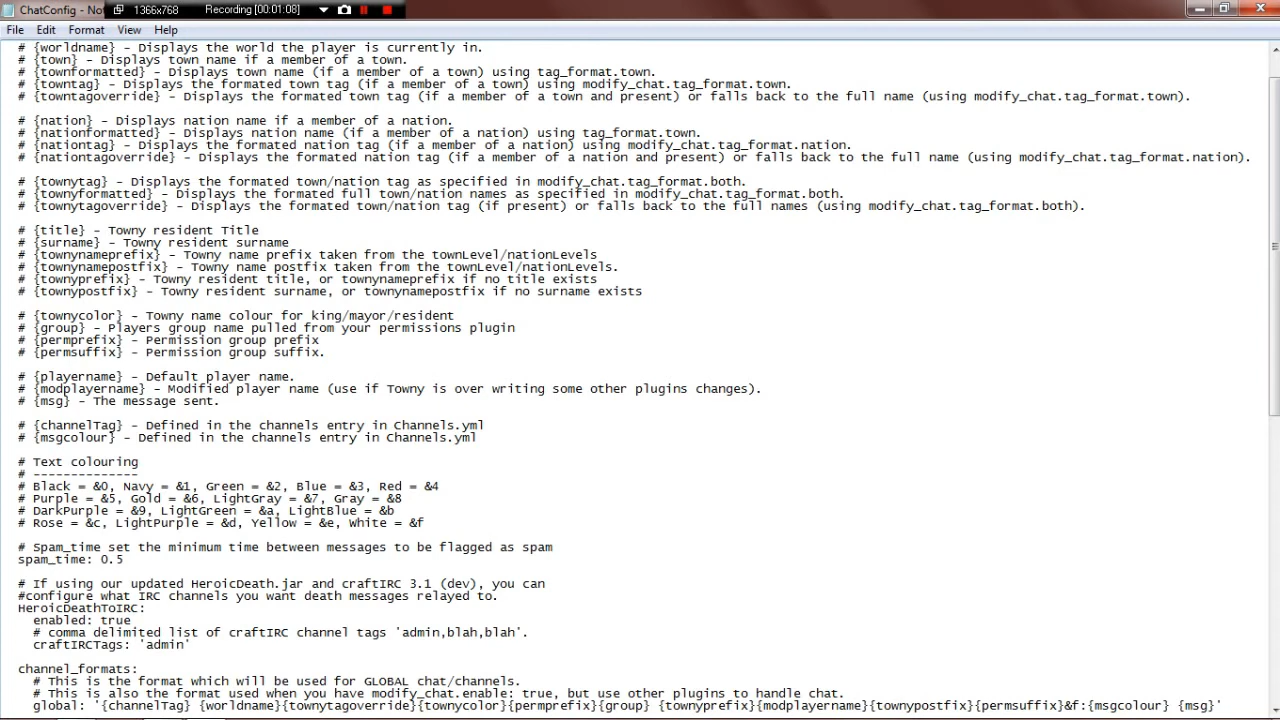 ChatConfig - No
1366x768
Recording [00:01:08]
File Edit Format View Help
# {worldname} - Displays the world the player is currently in.
# {town} - Displays town name if a member of a town.
# {townformatted} - Displays town name (if a member of a town) using tag_format.town.
# {towntag} - Displays the formated town tag (if a member of a town) using modify_chat.tag_format.town.
# {towntagoverride} - Displays the formated town tag (if a member of a town and present) or falls back to the full name (using modify_chat.tag_format.town).
# {nation} - Displays nation name if a member of a nation.
# {nationformatted} - Displays nation name (if a member of a nation) using tag_format.town.
# {nationtag} - Displays the formated nation tag (if a member of a nation) using modify_chat.tag_format.nation.
# {nationtagoverride} - Displays the formated nation tag (if a member of a nation and present) or falls back to the full name (using modify_chat.tag_format.nation).
# {townytag} - Displays the formated town/nation tag as specified in modify_chat.tag_format.both.
# {townyformatted} - Displays the formated full town/nation names as specified in modify_chat.tag_format.both.
# {townytagoverride} - Displays the formated town/nation tag (if present) or falls back to the full names (using modify_chat.tag_format.both).
# {title} - Towny resident Title
# {surname} - Towny resident surname
# {townynameprefix} - Towny name prefix taken from the townLevel/nationLevels
# {townynamepostfix} - Towny name postfix taken from the townLevel/nationLevels.
# {townyprefix} - Towny resident title, or townynameprefix if no title exists
# {townypostfix} - Towny resident surname, or townynamepostfix if no surname exists
# {townycolor} - Towny name colour for king/mayor/resident
# {group} - Players group name pulled from your permissions plugin
# {permprefix} - Permission group prefix
# {permsuffix} - Permission group suffix.
# {playername} - Default player name.
# {modplayername} - Modified player name (use if Towny is over writing some other plugins changes).
# {msg} - The message sent.
# {channelTag} - Defined in the channels entry in Channels.yml
# {msgcolour} - Defined in the channels entry in Channels.yml
# Text colouring
# --------------
# Black = &0, Navy = &1, Green = &2, Blue = &3, Red = &4
# Purple = &5, Gold = &6, LightGray = &7, Gray = &8
# DarkPurple = &9, LightGreen = &a, LightBlue = &b
# Rose = &c, LightPurple = &d, Yellow = &e, White = &f
# Spam_time set the minimum time between messages to be flagged as spam
spam_time: 0.5
# If using our updated HeroicDeath.jar and craftIRC 3.1 (dev), you can
#configure what IRC channels you want death messages relayed to.
HeroicDeathToIRC:
enabled: true
# comma delimited list of craftIRC channel tags 'admin,blah,blah'.
craftIRCTags: 'admin'
channel_formats:
# This is the format which will be used for GLOBAL chat/channels.
# This is also the format used when you have modify_chat.enable: true, but use other plugins to handle chat.
global: '{channelTag} {worldname}{townytagoverride}{townycolor}{permprefix}{group} {townyprefix}{modplayername}{townypostfix}{permsuffix}&f:{msgcolour} {msg}'